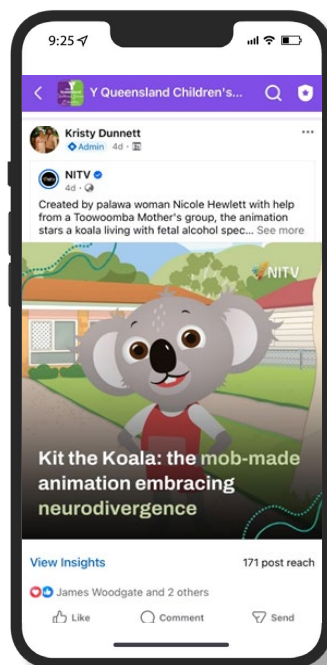 9:25
Y Queensland Children's...
Kristy Dunnett
Admin 4d ·
NITV
4d ·
Created by palawa woman Nicole Hewlett with help
from a Toowoomba Mother's group, the animation
stars a koala living with fetal alcohol spec... See more
NITV
Kit the Koala: the mob-made
animation embracing
neurodivergence
View Insights 171 post reach
James Woodgate and 2 others
Like Comment Send